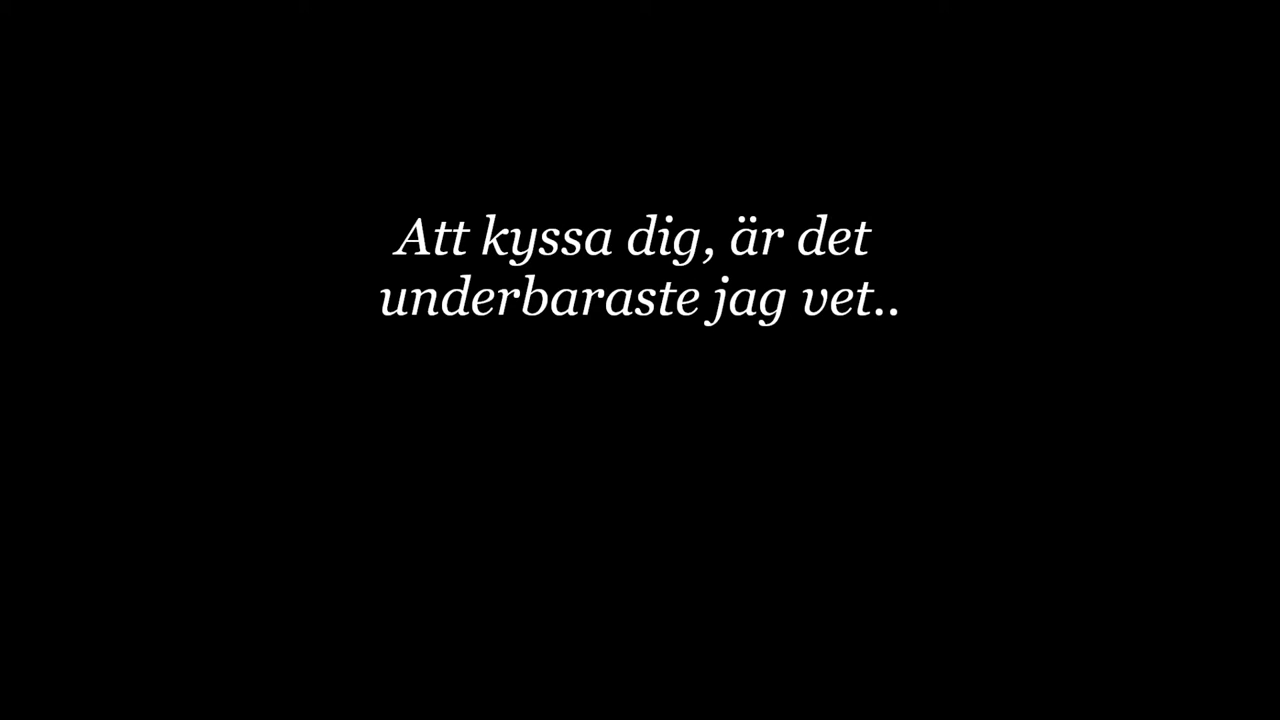 Att kyssa dig, är det
underbaraste jag vet..